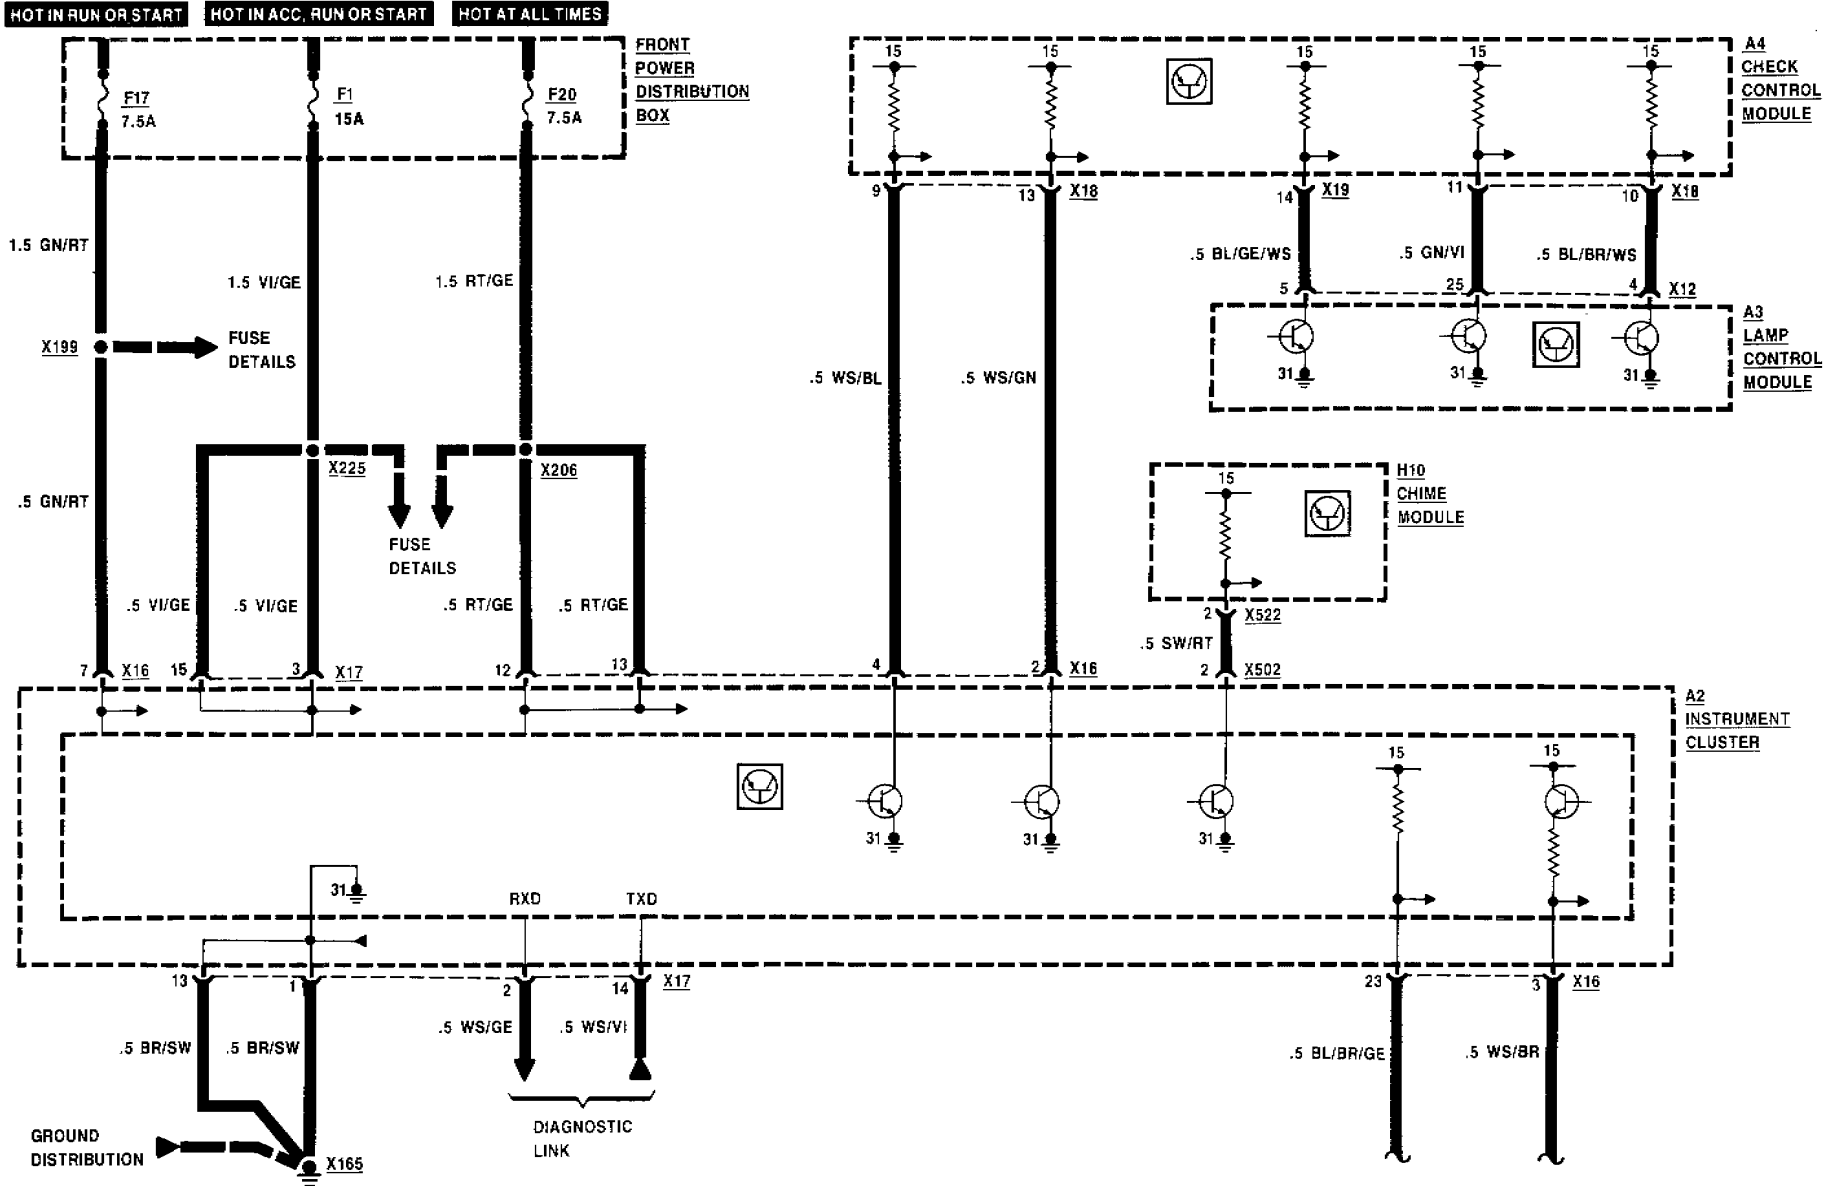 HOT IN RUN OR START
HOT IN ACC, RUN OR START
HOT AT ALL TIMES
FRONT
POWER
DISTRIBUTION
BOX
F17
7.5A
F1
15A
F20
7.5A
15
15
15
15
15
A4
CHECK
CONTROL
MODULE
9
13
X18
14
X19
11
10
X18
1.5 GN/RT
1.5 VI/GE
1.5 RT/GE
.5 BL/GE/WS
.5 GN/VI
.5 BL/BR/WS
5
25
4
X12
A3
LAMP
CONTROL
MODULE
31
31
31
X199
FUSE
DETAILS
.5 WS/BL
.5 WS/GN
X225
X206
.5 GN/RT
FUSE
DETAILS
15
H10
CHIME
MODULE
.5 VI/GE
.5 VI/GE
.5 RT/GE
.5 RT/GE
2
X522
.5 SW/RT
7
X16
15
3
X17
12
13
4
2
X16
2
X502
A2
INSTRUMENT
CLUSTER
15
15
31
31
31
31
RXD
TXD
13
1
2
14
X17
23
3
X16
.5 BR/SW
.5 BR/SW
.5 WS/GE
.5 WS/VI
.5 BL/BR/GE
.5 WS/BR
DIAGNOSTIC
LINK
GROUND
DISTRIBUTION
X165